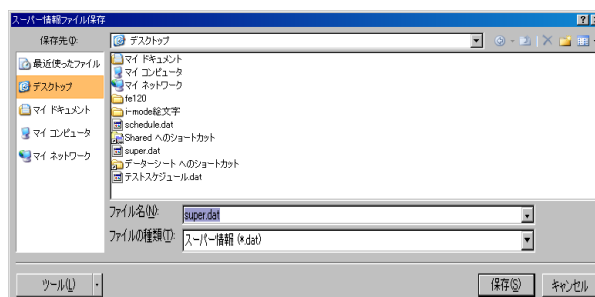 スーパー情報ファイル保存
保存先(I):
デスクトップ
最近使ったファイル
デスクトップ
マイ ドキュメント
マイ コンピュータ
マイ ネットワーク
マイ ドキュメント
マイ コンピュータ
マイ ネットワーク
fe120
i-mode絵文字
schedule.dat
Shared へのショートカット
super.dat
データーシート へのショートカット
テストスケジュール.dat
ファイル名(N):
super.dat
ファイルの種類(T):
スーパー情報 (*.dat)
ツール(L)
保存(S)
キャンセル